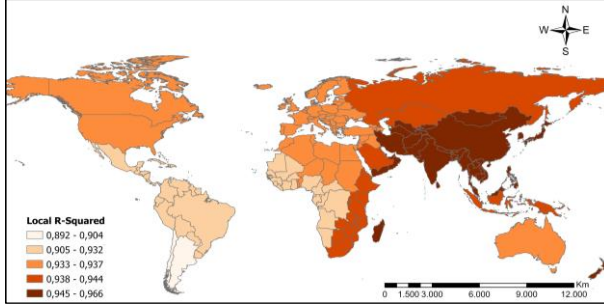 N
W E
S
Local R-Squared
0,892 - 0,904
0,905 - 0,932
0,933 - 0,937
0,938 - 0,944
0,945 - 0,966
Km
0 1.500 3.000 6.000 9.000 12.000